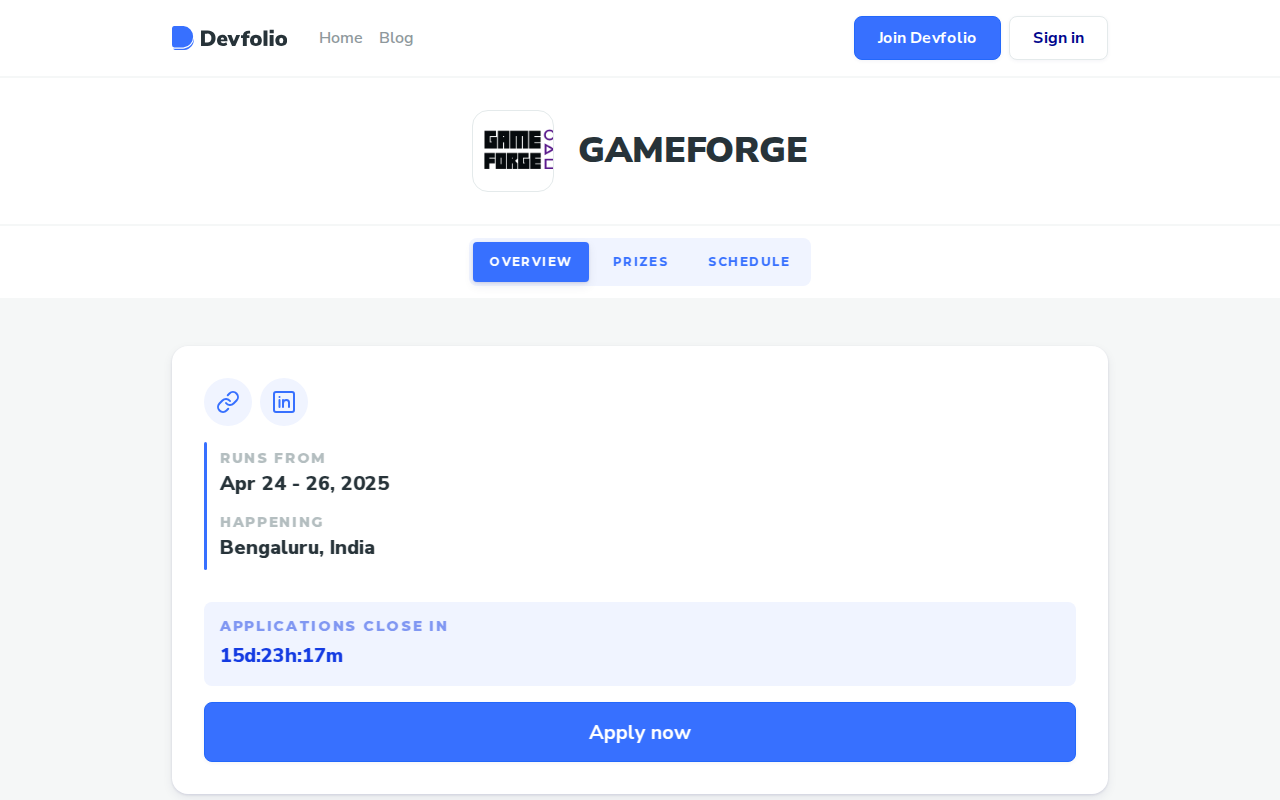 Devfolio
Home
Blog
Join Devfolio
Sign in
GAME
FORGE
GAMEFORGE
OVERVIEW
PRIZES
SCHEDULE
in
RUNS FROM
Apr 24 - 26, 2025
HAPPENING
Bengaluru, India
APPLICATIONS CLOSE IN
15d:23h:17m
Apply now